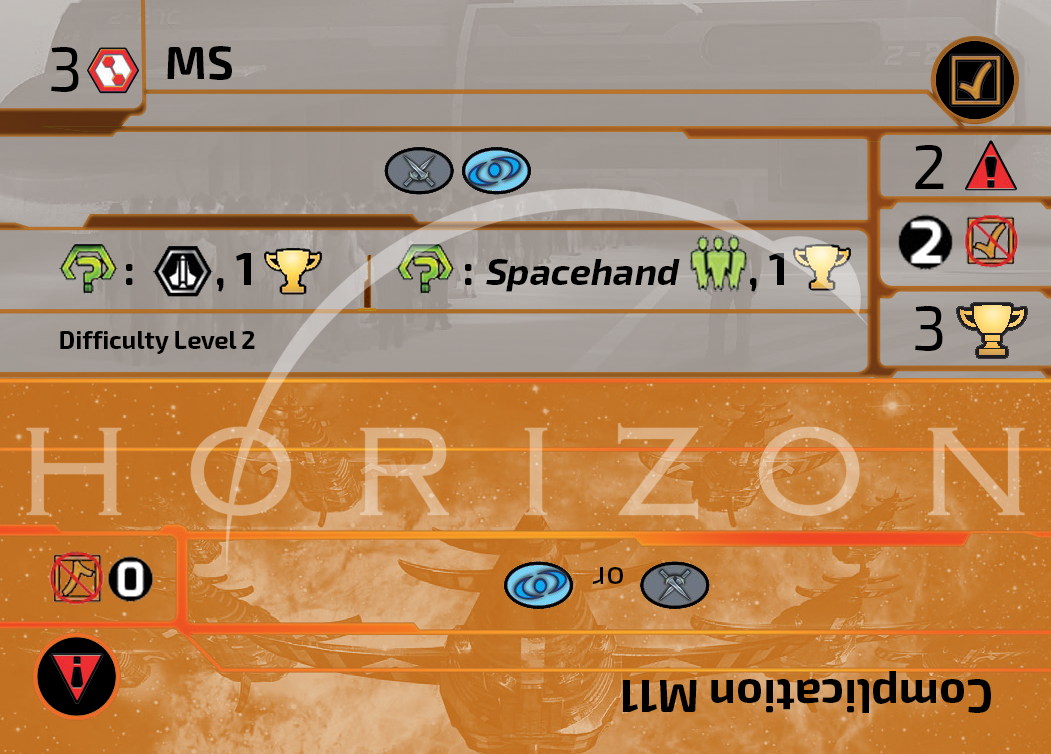 3 MS
2
2
: , 1 : Spacehand , 1
3
Difficulty Level 2
HORIZON
0
or
Complication M11